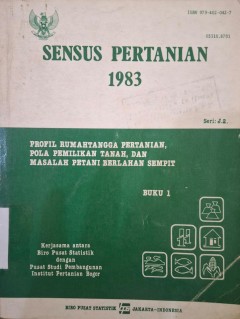 SENSUS PERTANIAN
1983
Seri: J.2.
PROFIL RUMAHTANGGA PERTANIAN,
POLA PEMILIKAN TANAH, DAN
MASALAH PETANI BERLAHAN SEMPIT
BUKU 1
Kerjasama antara
Biro Pusat Statistik
dengan
Pusat Studi Pembangunan
Institut Pertanian Bogor
BIRO PUSAT STATISTIK
JAKARTA-INDONESIA